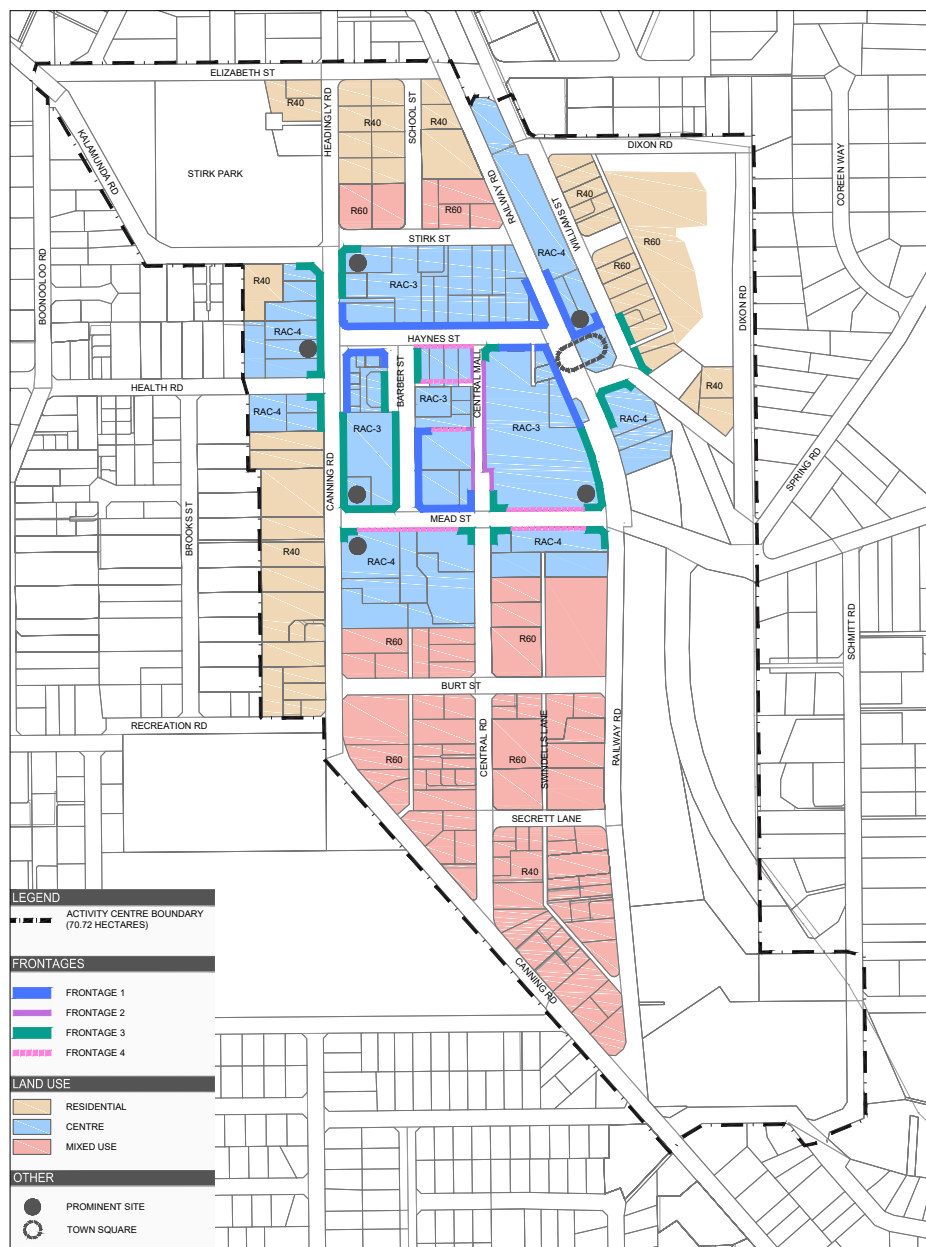 ELIZABETH ST
R40
HEADINGLY RD
R40
SCHOOL ST
R40
DIXON RD
KALAMUNDA RD
STIRK PARK
RAILWAY RD
COREEN WAY
R40
R60
R60
WILLIAMS ST
R60
STIRK ST
BOONOOLOO RD
RAC-4
R60
R40
RAC-3
DIXON RD
RAC-4
HAYNES ST
HEALTH RD
BARBER ST
CENTRAL MALL
R40
RAC-3
RAC-4
RAC-4
RAC-3
RAC-3
CANNING RD
SPRING RD
BROOKS ST
MEAD ST
R40
RAC-4
RAC-4
SCHMITT RD
R60
R60
BURT ST
RECREATION RD
CENTRAL RD
SWINDELLS LANE
RAILWAY RD
R60
R60
SECRETT LANE
R40
CANNING RD
LEGEND
ACTIVITY CENTRE BOUNDARY
(70.72 HECTARES)
FRONTAGES
FRONTAGE 1
FRONTAGE 2
FRONTAGE 3
FRONTAGE 4
LAND USE
RESIDENTIAL
CENTRE
MIXED USE
OTHER
PROMINENT SITE
TOWN SQUARE